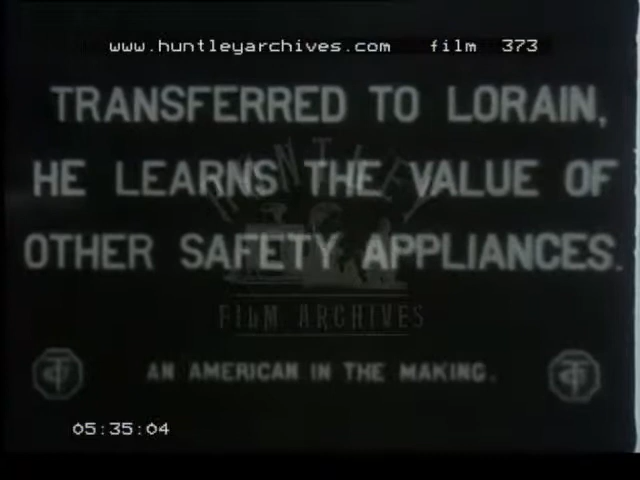 www.huntleyarchives.com film 373
TRANSFERRED TO LORAIN,
HE LEARNS THE VALUE OF
OTHER SAFETY APPLIANCES.
HUNTLEY
FILM ARCHIVES
AN AMERICAN IN THE MAKING.
05:35:04